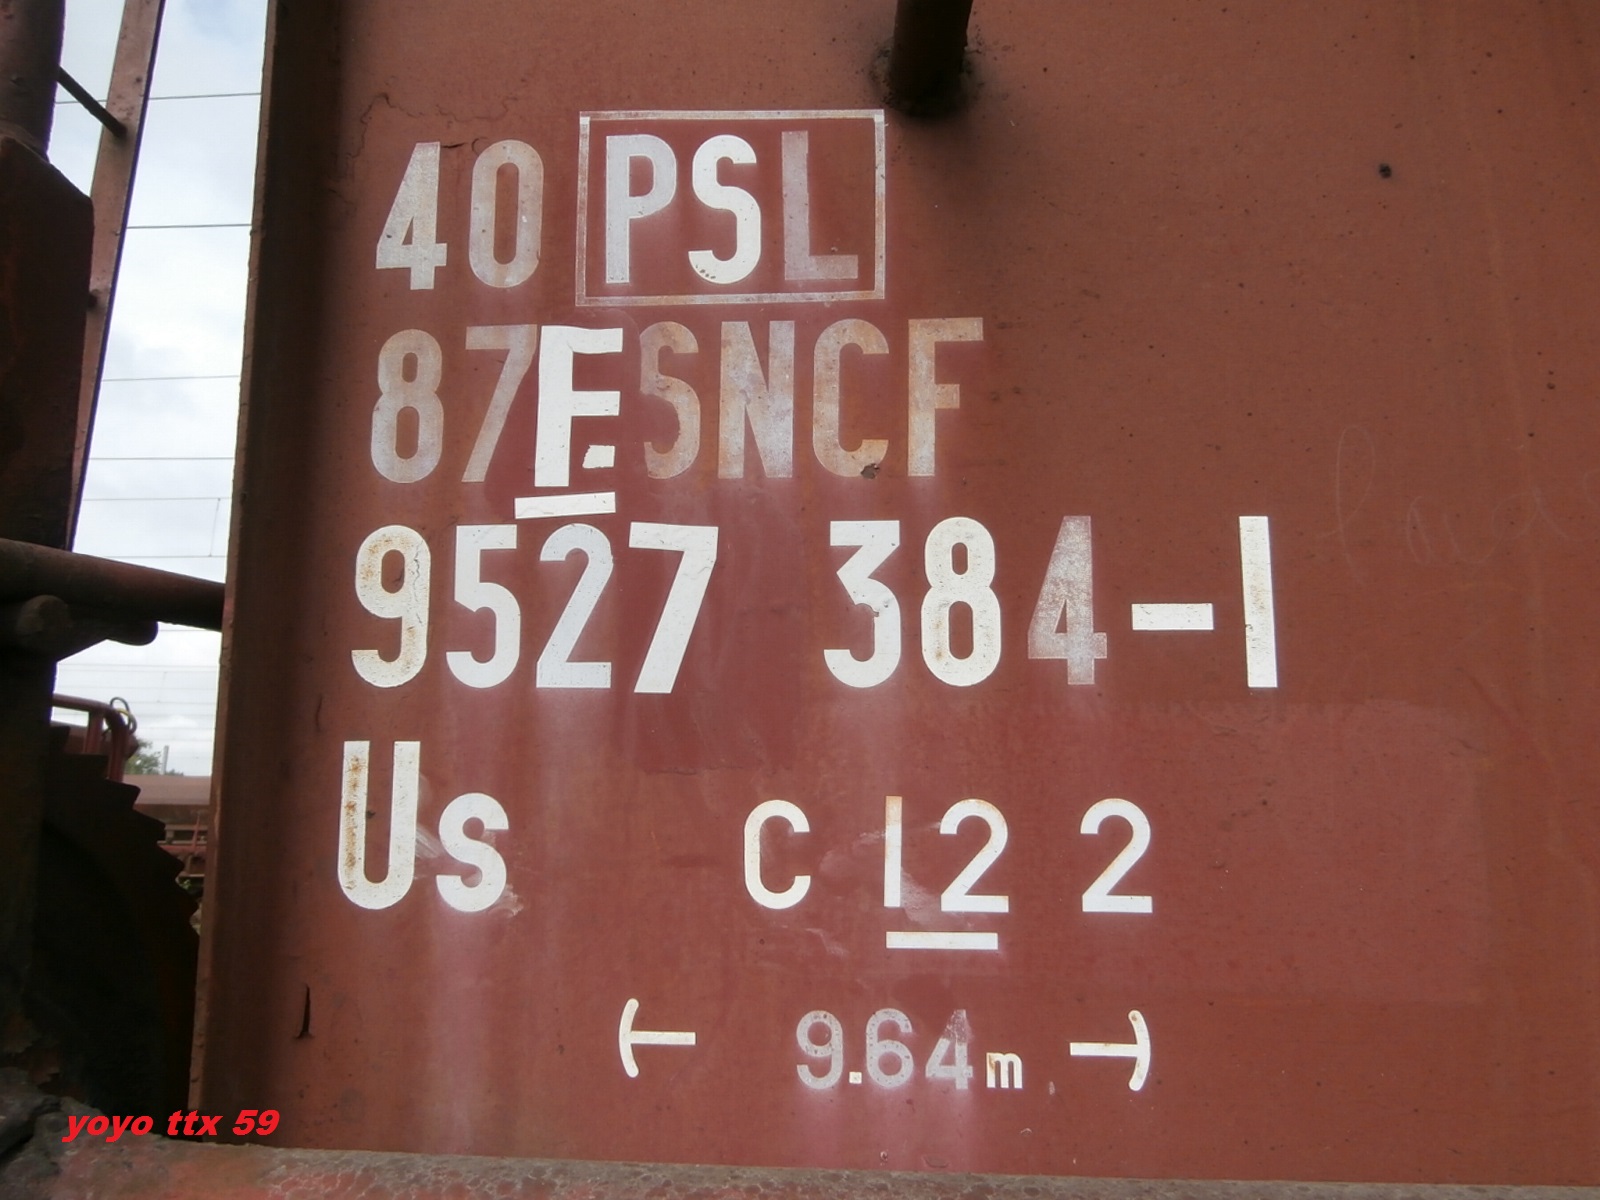 40 PSL
87 F SNCF
9527 384-1
Us C 12 2
9.64m
yoyo ttx 59